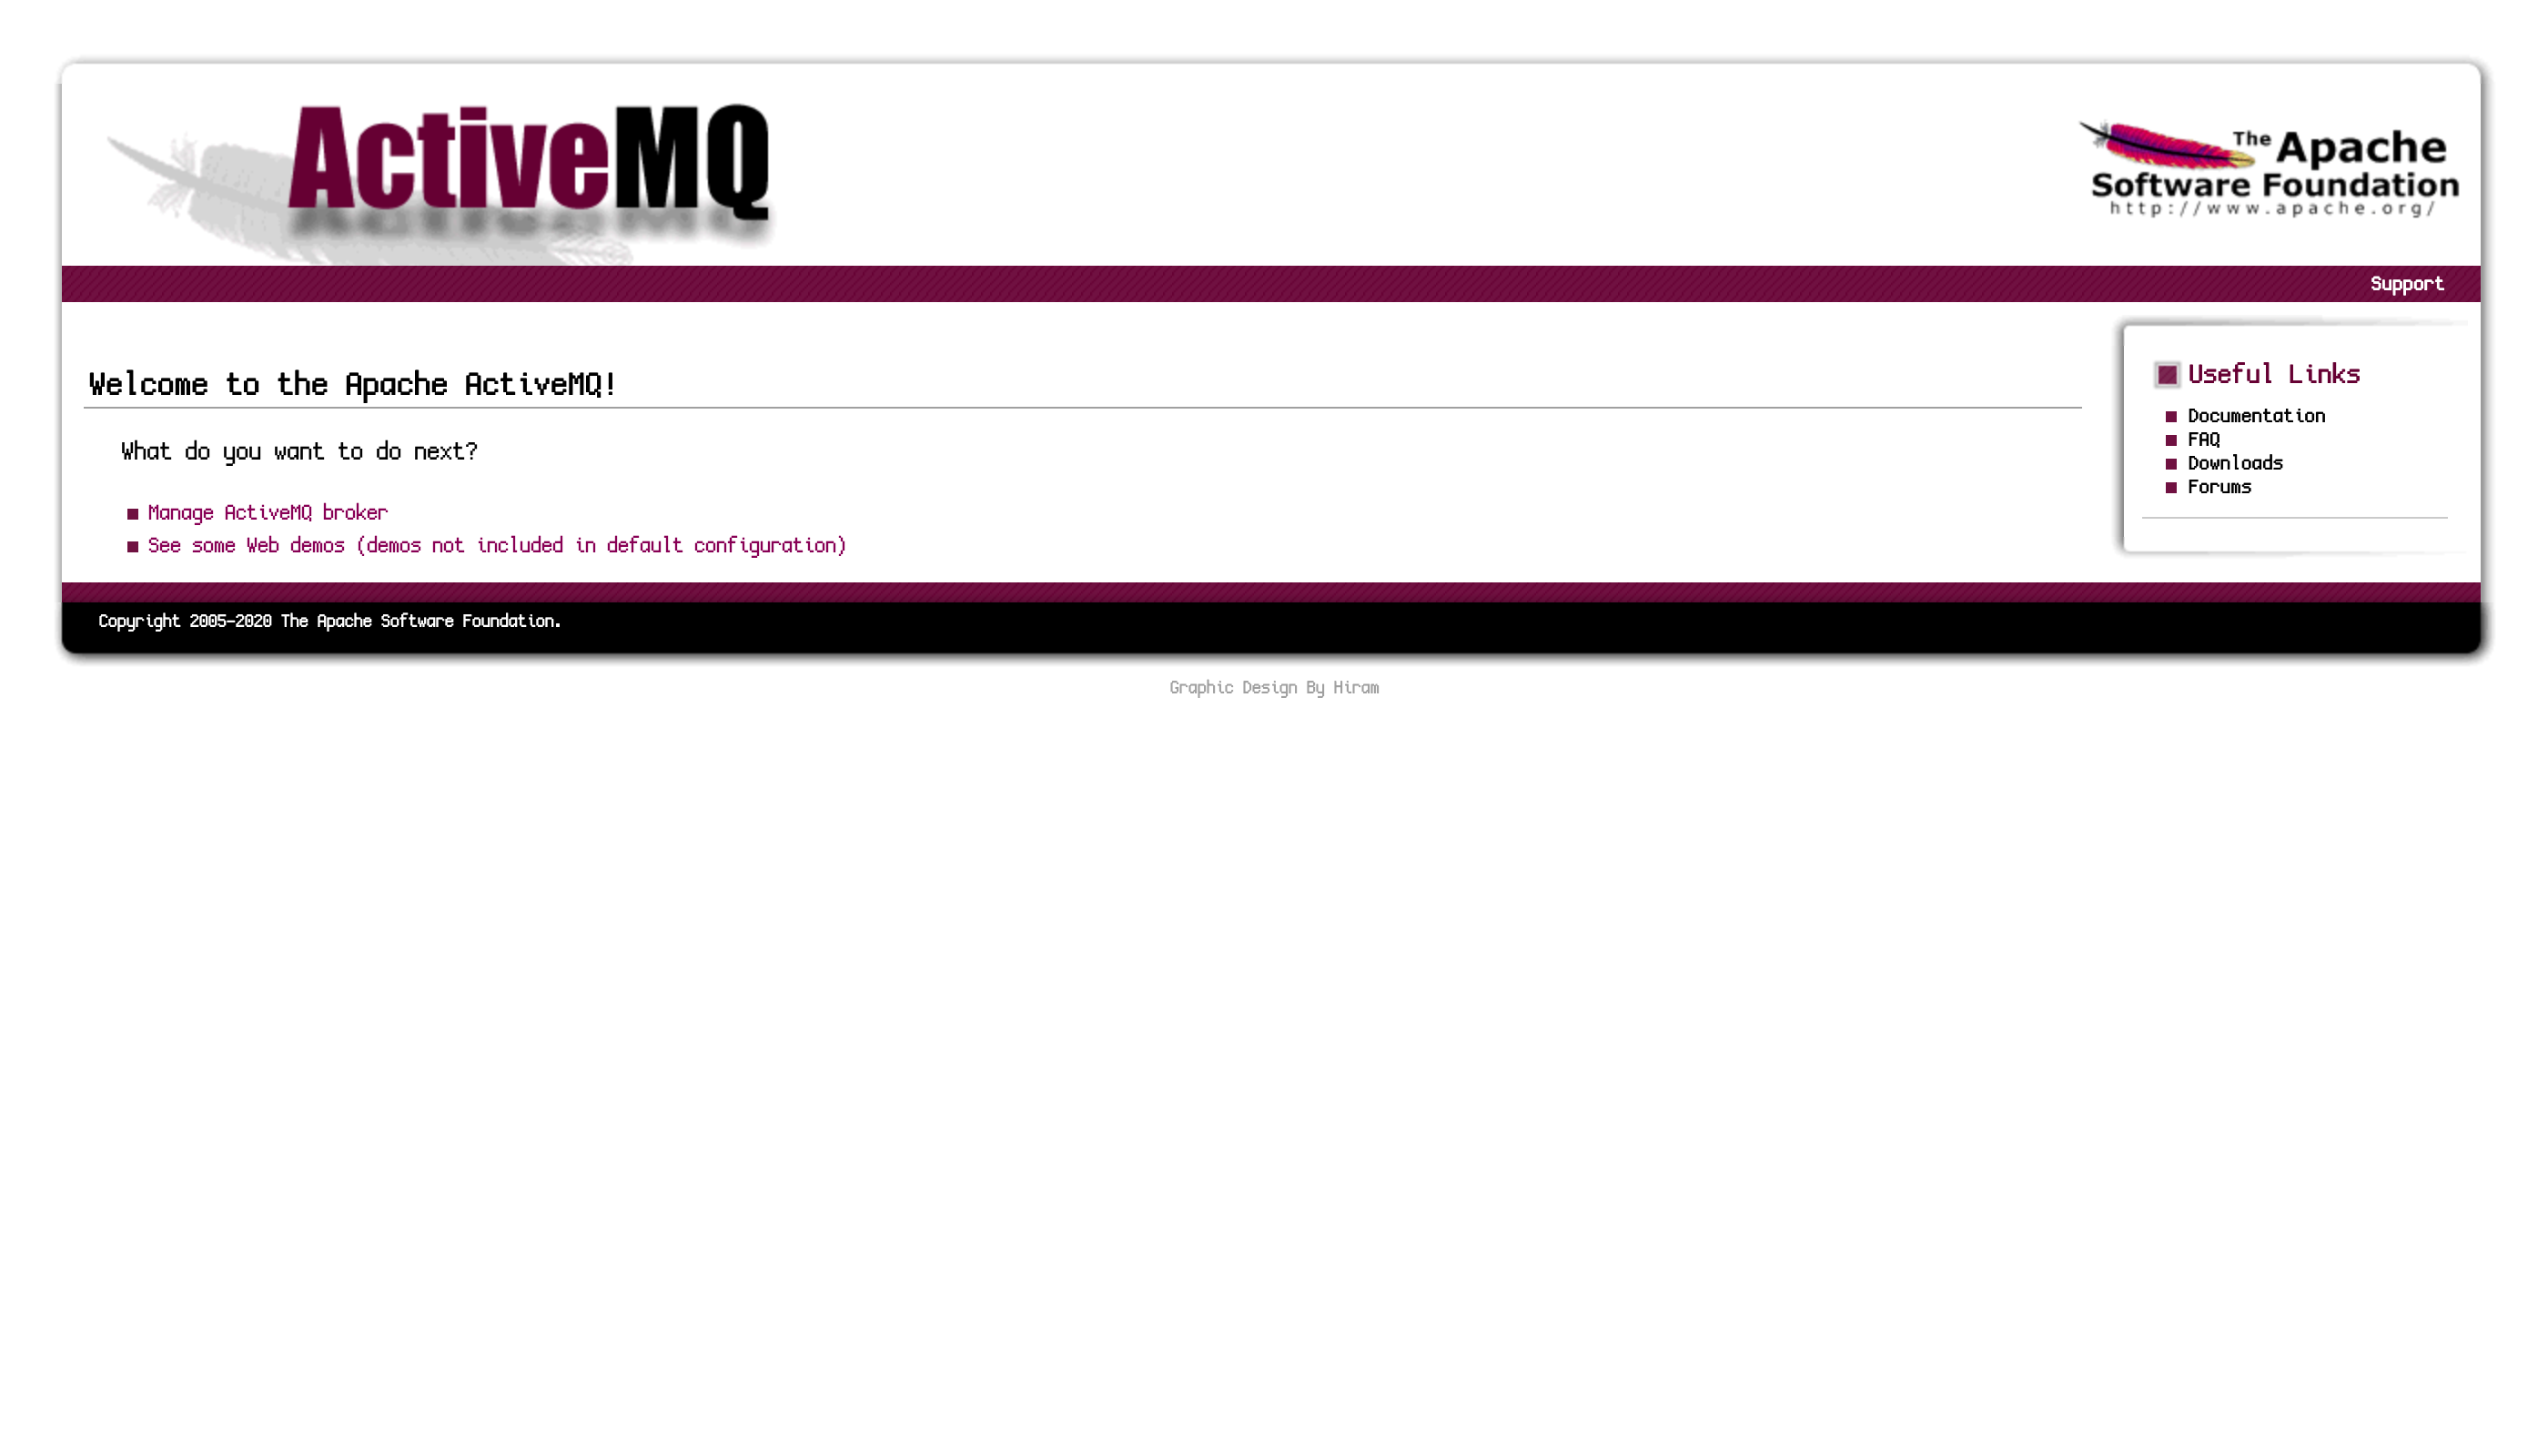 ActiveMQ
The Apache
Software Foundation
http://www.apache.org/
Support
Welcome to the Apache ActiveMQ!
What do you want to do next?
Manage ActiveMQ broker
See some Web demos (demos not included in default configuration)
Useful Links
Documentation
FAQ
Downloads
Forums
Copyright 2005-2020 The Apache Software Foundation.
Graphic Design By Hiram